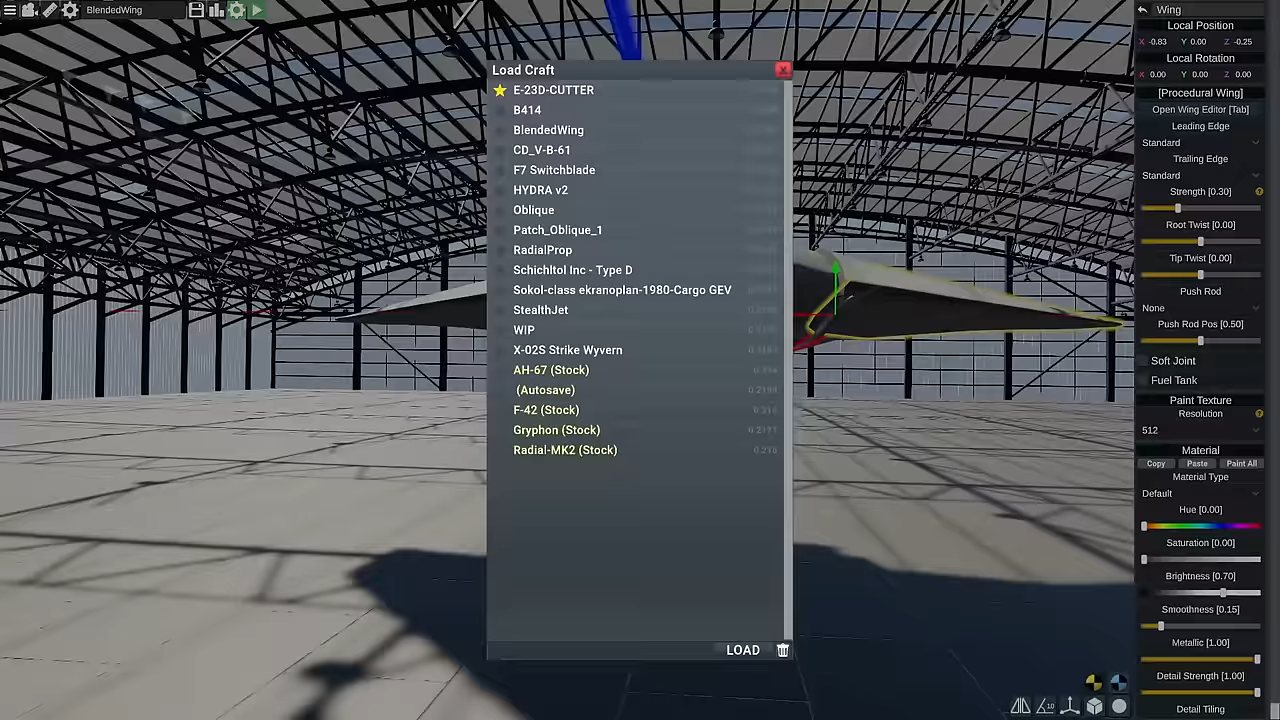 BlendedWing
Load Craft
X
E-23D-CUTTER
B414
BlendedWing
CD_V-B-61
F7 Switchblade
HYDRA v2
Oblique
Patch_Oblique_1
RadialProp
Schichltol Inc - Type D
Sokol-class ekranoplan-1980-Cargo GEV
StealthJet
WIP
X-02S Strike Wyvern
AH-67 (Stock)
(Autosave)
F-42 (Stock)
Gryphon (Stock)
Radial-MK2 (Stock)
LOAD
Wing
Local Position
X -0.83 Y 0.00 Z -0.25
Local Rotation
X 0.00 Y 0.00 Z 0.00
[Procedural Wing]
Open Wing Editor [Tab]
Leading Edge
Standard
Trailing Edge
Standard
Strength [0.30]
Root Twist [0.00]
Tip Twist [0.00]
Push Rod
None
Push Rod Pos [0.50]
Soft Joint
Fuel Tank
Paint Texture
Resolution
512
Material
Copy Paste Paint All
Material Type
Default
Hue [0.00]
Saturation [0.00]
Brightness [0.70]
Smoothness [0.15]
Metallic [1.00]
Detail Strength [1.00]
Detail Tiling
10